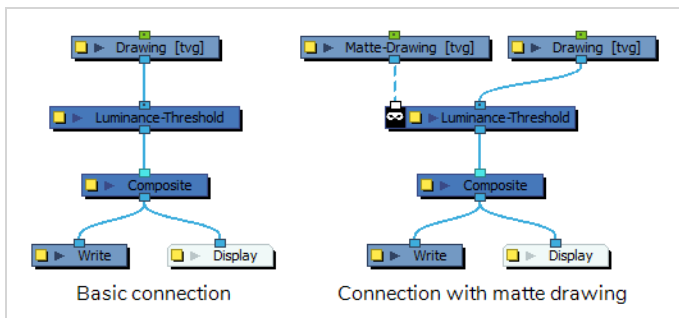 Drawing [tvg]
Luminance-Threshold
Composite
Write
Display
Basic connection
Matte-Drawing [tvg]
Drawing [tvg]
Luminance-Threshold
Composite
Write
Display
Connection with matte drawing